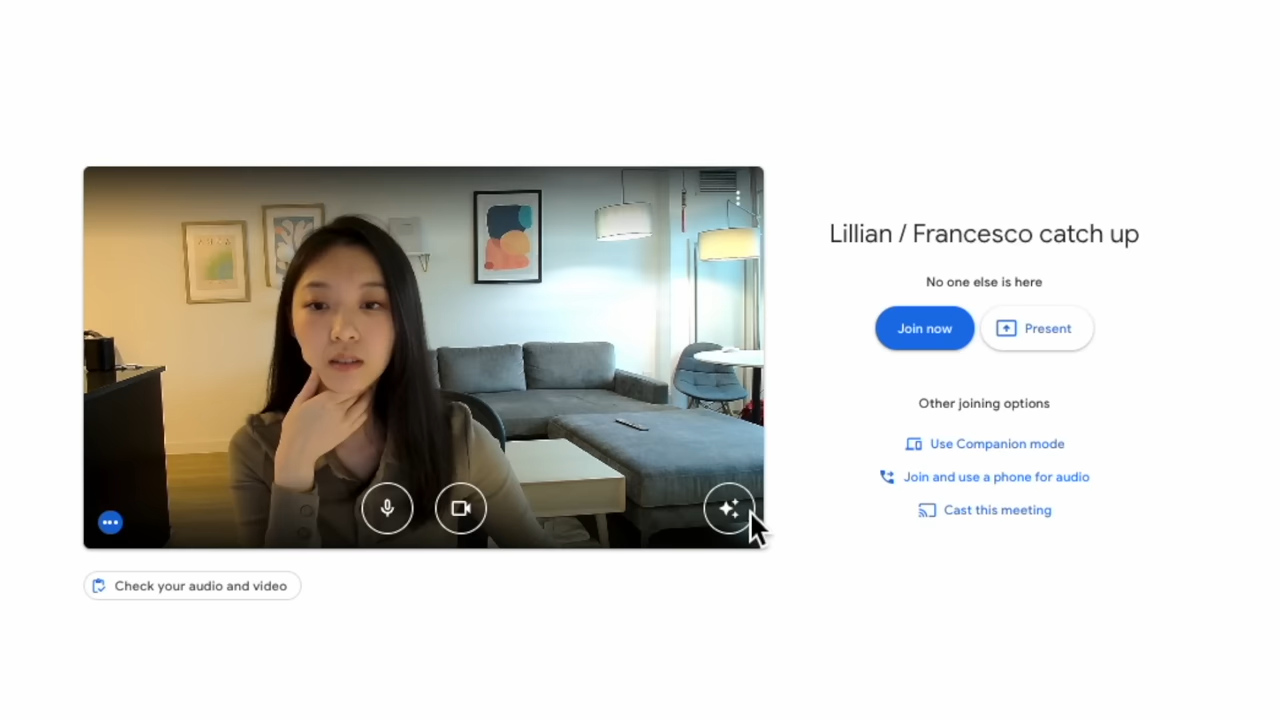 Lillian / Francesco catch up
No one else is here
Join now
Present
Other joining options
Use Companion mode
Join and use a phone for audio
Cast this meeting
Check your audio and video